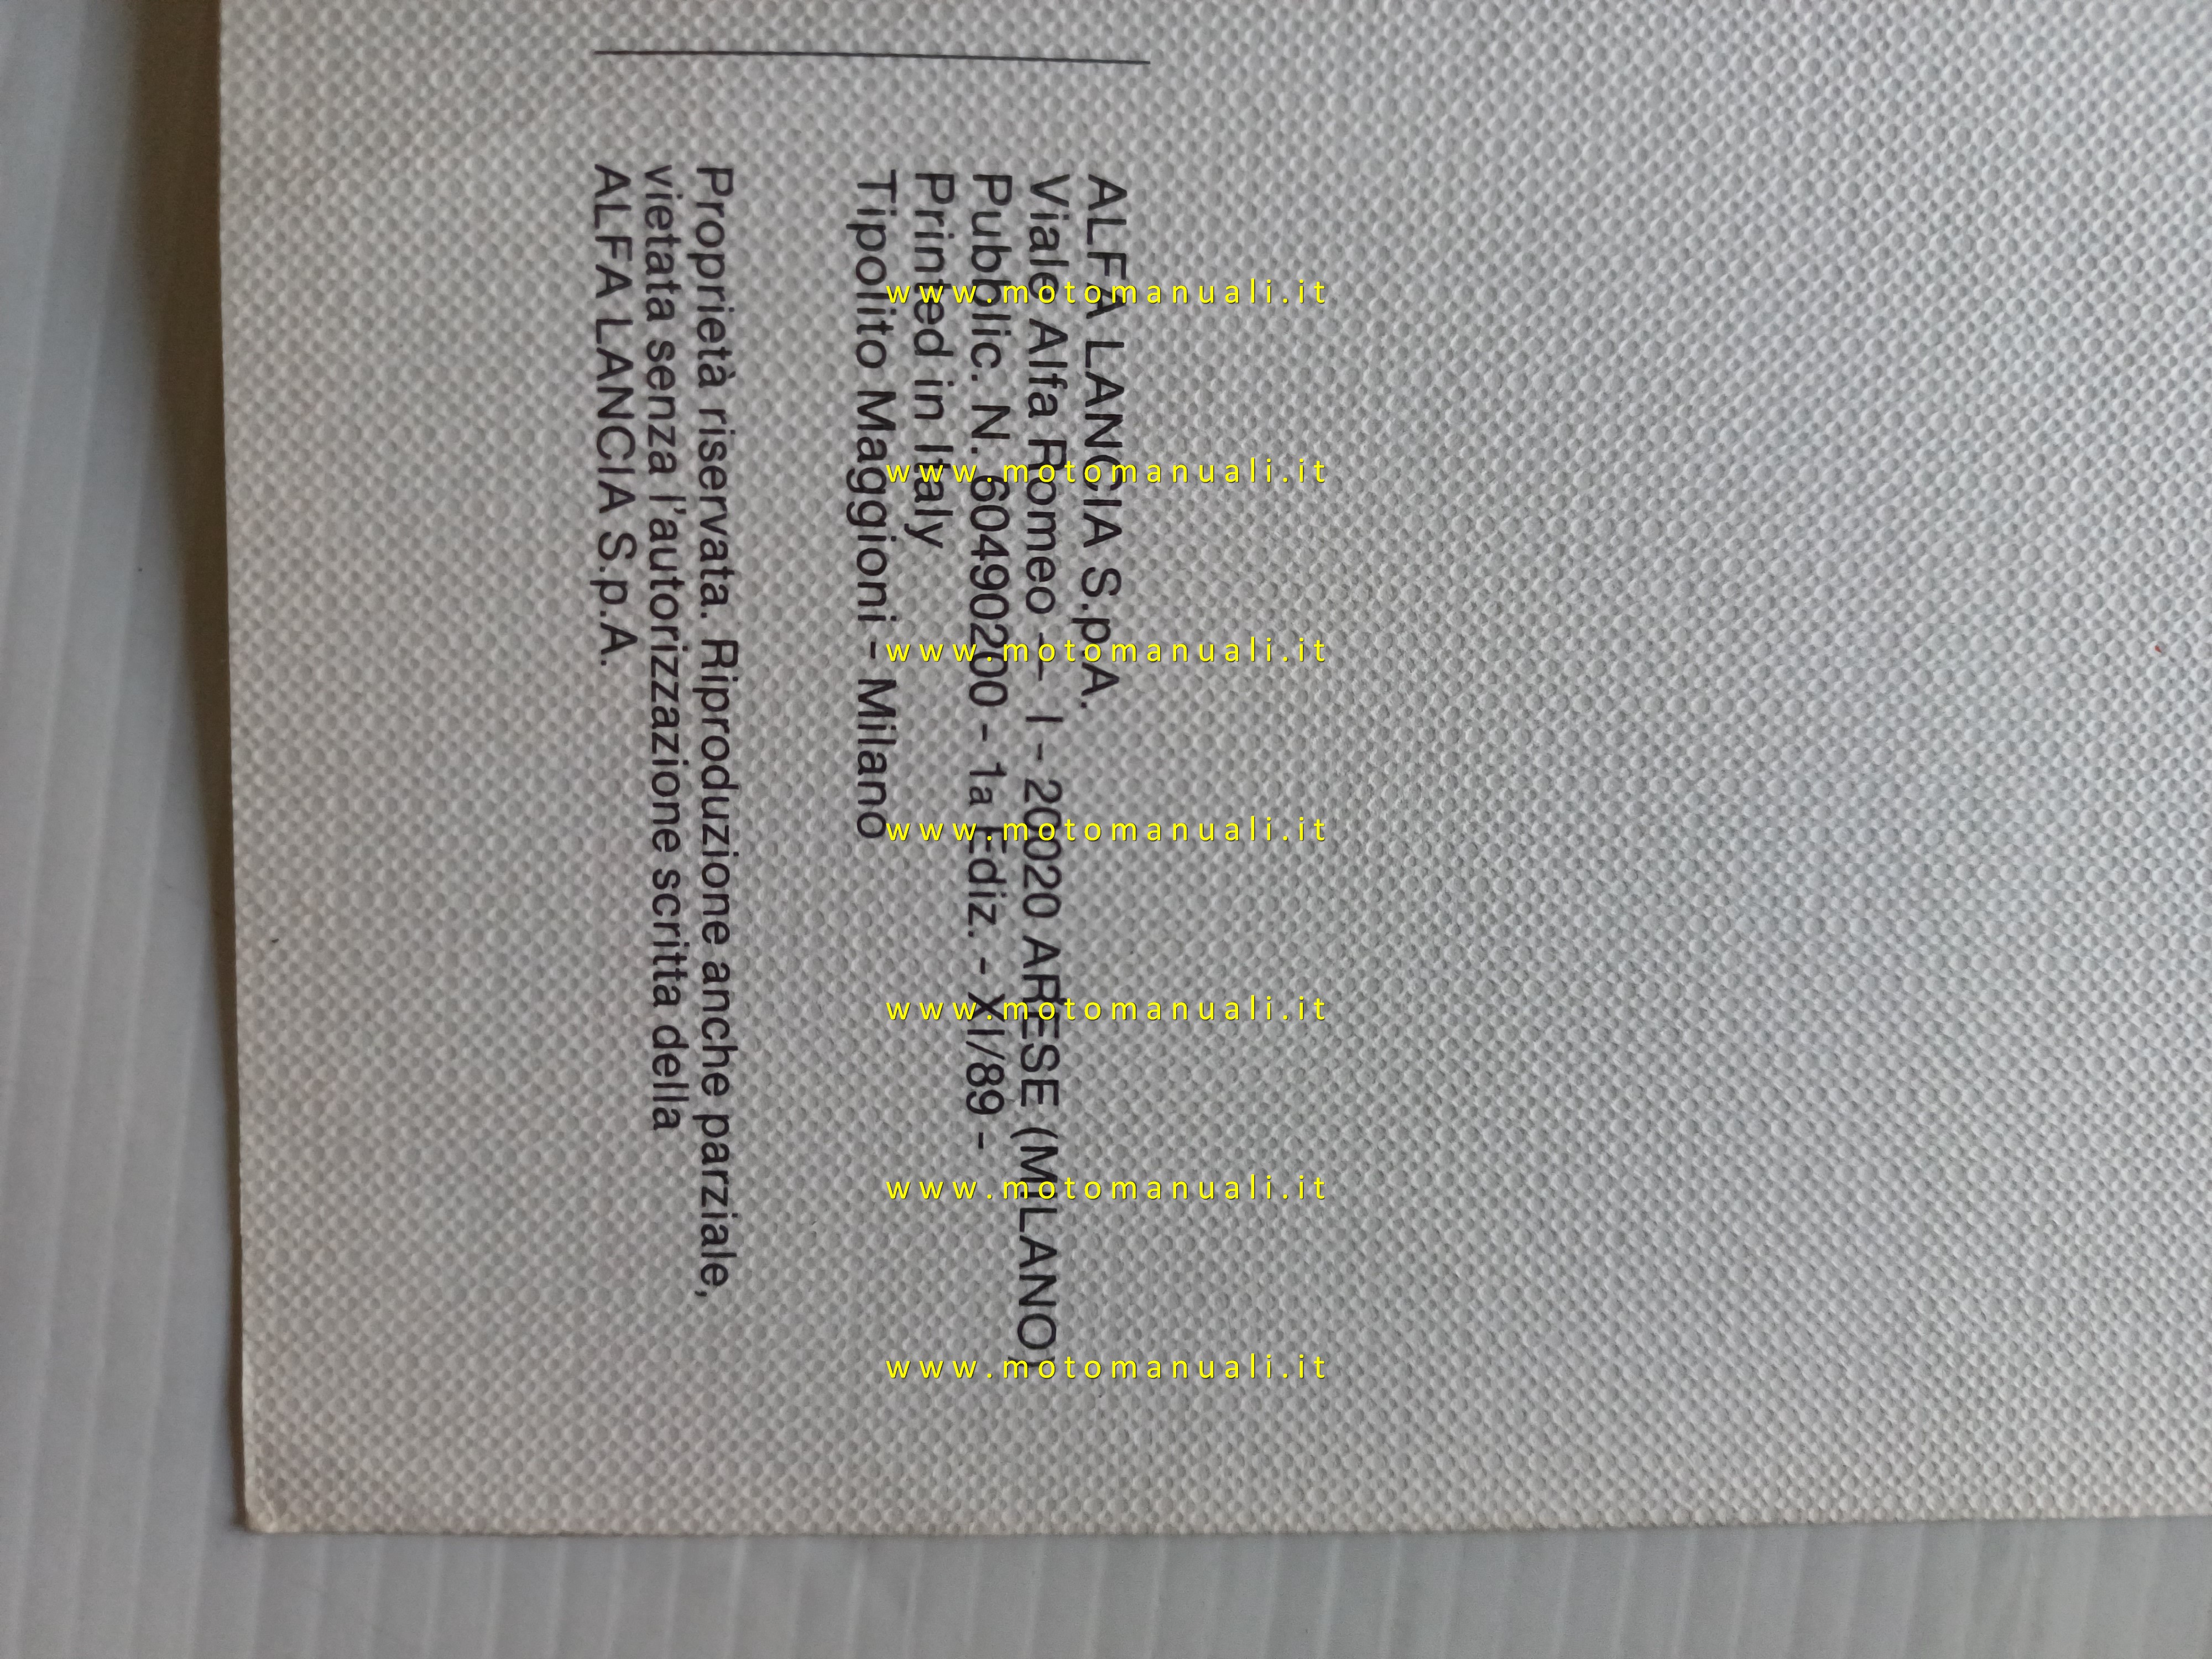 ALFA LANCIA S.pA.
Viale Alfa Romeo - I - 20020 ARESE (MILANO)
Pubblic. N. 60490200 - 1a Ediz. - XI/89 -
Printed in Italy
Tipolito Maggioni - Milano
Proprietà riservata. Riproduzione anche parziale,
vietata senza l'autorizzazione scritta della
ALFA LANCIA S.p.A.
www.motomanuali.it
www.motomanuali.it
www.motomanuali.it
www.motomanuali.it
www.motomanuali.it
www.motomanuali.it
www.motomanuali.it